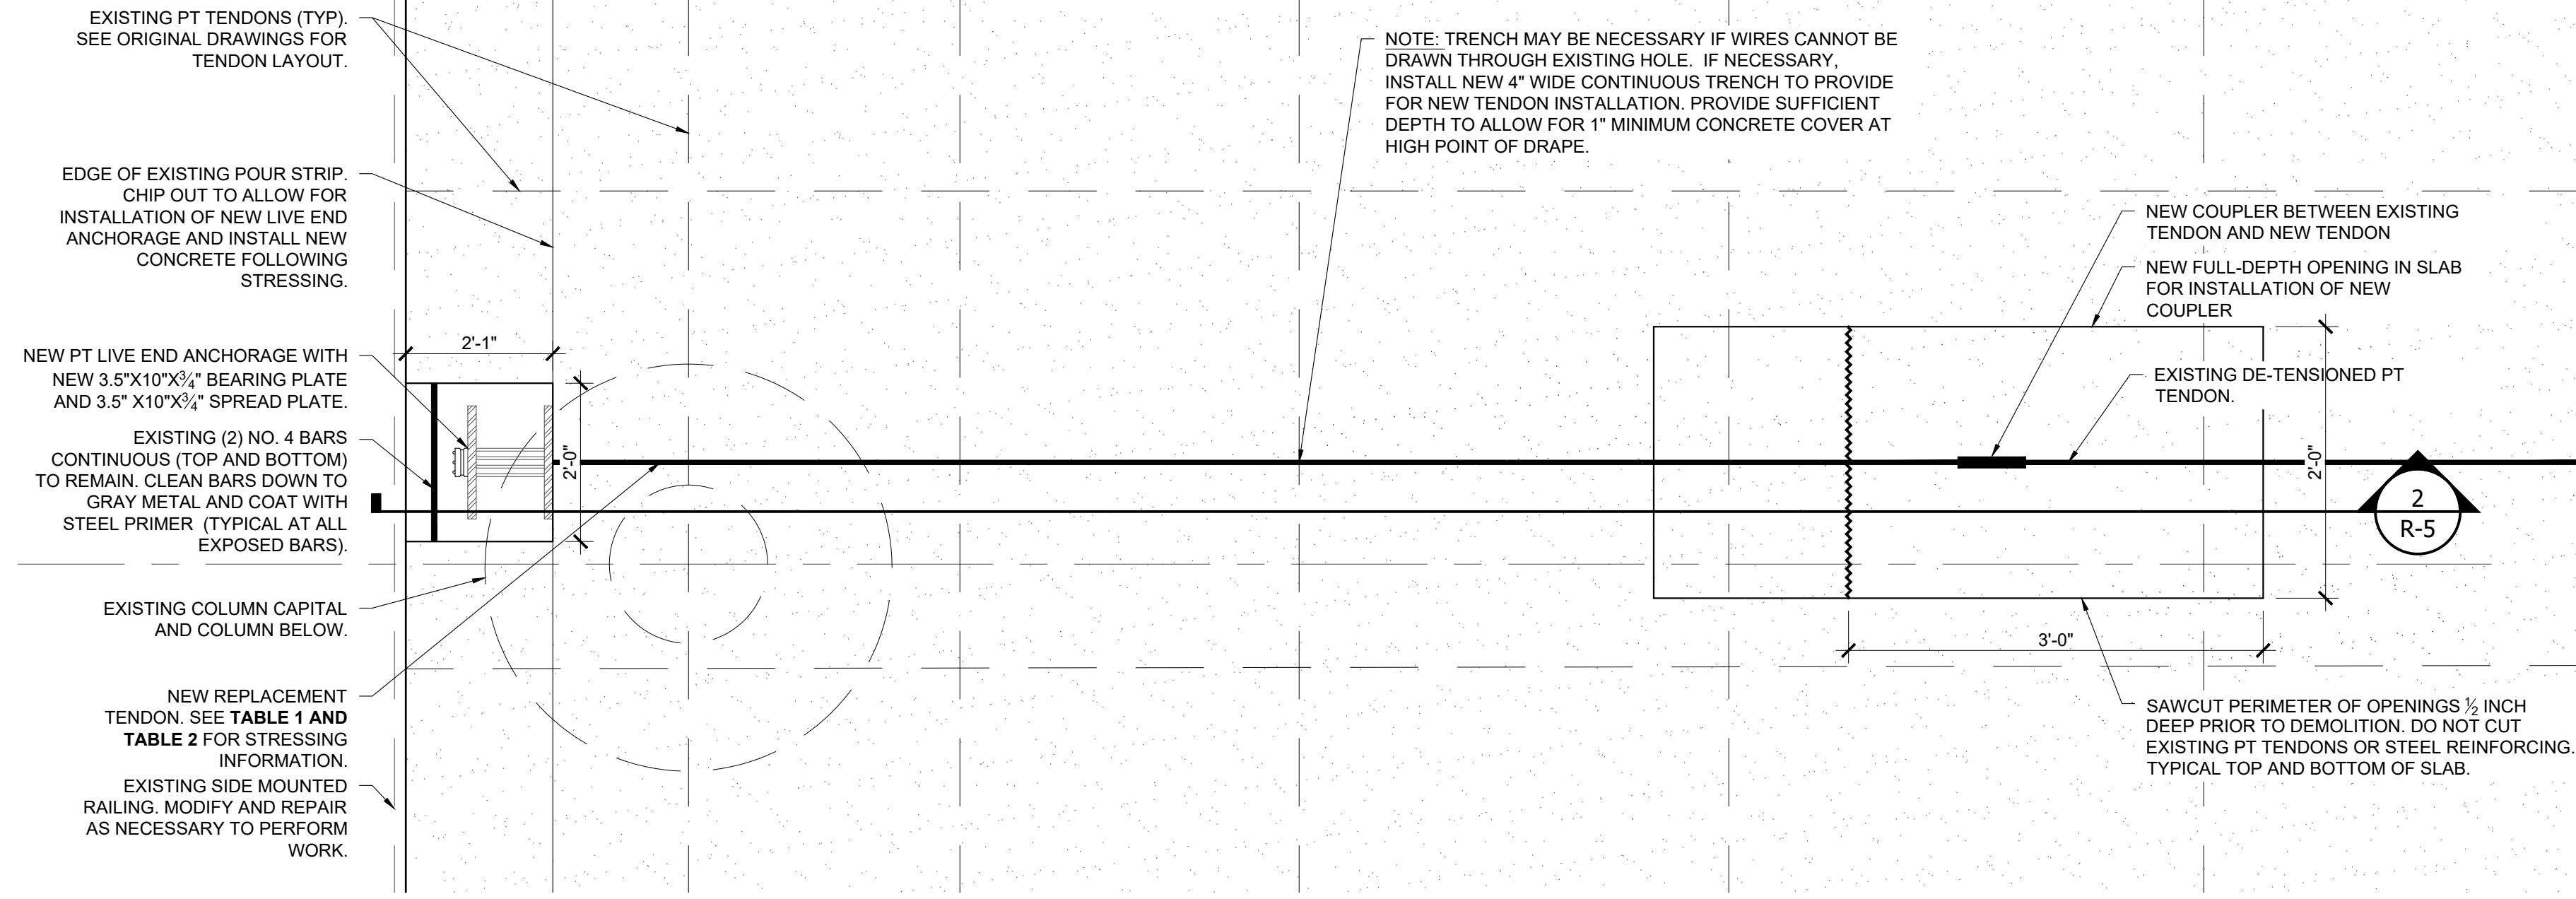 EXISTING PT TENDONS (TYP).
SEE ORIGINAL DRAWINGS FOR
TENDON LAYOUT.
EDGE OF EXISTING POUR STRIP.
CHIP OUT TO ALLOW FOR
INSTALLATION OF NEW LIVE END
ANCHORAGE AND INSTALL NEW
CONCRETE FOLLOWING
STRESSING.
NEW PT LIVE END ANCHORAGE WITH
NEW 3.5"X10"X¾" BEARING PLATE
AND 3.5" X10"X¾" SPREAD PLATE.
EXISTING (2) NO. 4 BARS
CONTINUOUS (TOP AND BOTTOM)
TO REMAIN. CLEAN BARS DOWN TO
GRAY METAL AND COAT WITH
STEEL PRIMER (TYPICAL AT ALL
EXPOSED BARS).
EXISTING COLUMN CAPITAL
AND COLUMN BELOW.
NEW REPLACEMENT
TENDON. SEE TABLE 1 AND
TABLE 2 FOR STRESSING
INFORMATION.
EXISTING SIDE MOUNTED
RAILING. MODIFY AND REPAIR
AS NECESSARY TO PERFORM
WORK.
2'-1"
2'-0"
NOTE: TRENCH MAY BE NECESSARY IF WIRES CANNOT BE
DRAWN THROUGH EXISTING HOLE. IF NECESSARY,
INSTALL NEW 4" WIDE CONTINUOUS TRENCH TO PROVIDE
FOR NEW TENDON INSTALLATION. PROVIDE SUFFICIENT
DEPTH TO ALLOW FOR 1" MINIMUM CONCRETE COVER AT
HIGH POINT OF DRAPE.
NEW COUPLER BETWEEN EXISTING
TENDON AND NEW TENDON
NEW FULL-DEPTH OPENING IN SLAB
FOR INSTALLATION OF NEW
COUPLER
EXISTING DE-TENSIONED PT
TENDON.
2'-0"
2
R-5
3'-0"
SAWCUT PERIMETER OF OPENINGS ½ INCH
DEEP PRIOR TO DEMOLITION. DO NOT CUT
EXISTING PT TENDONS OR STEEL REINFORCING.
TYPICAL TOP AND BOTTOM OF SLAB.